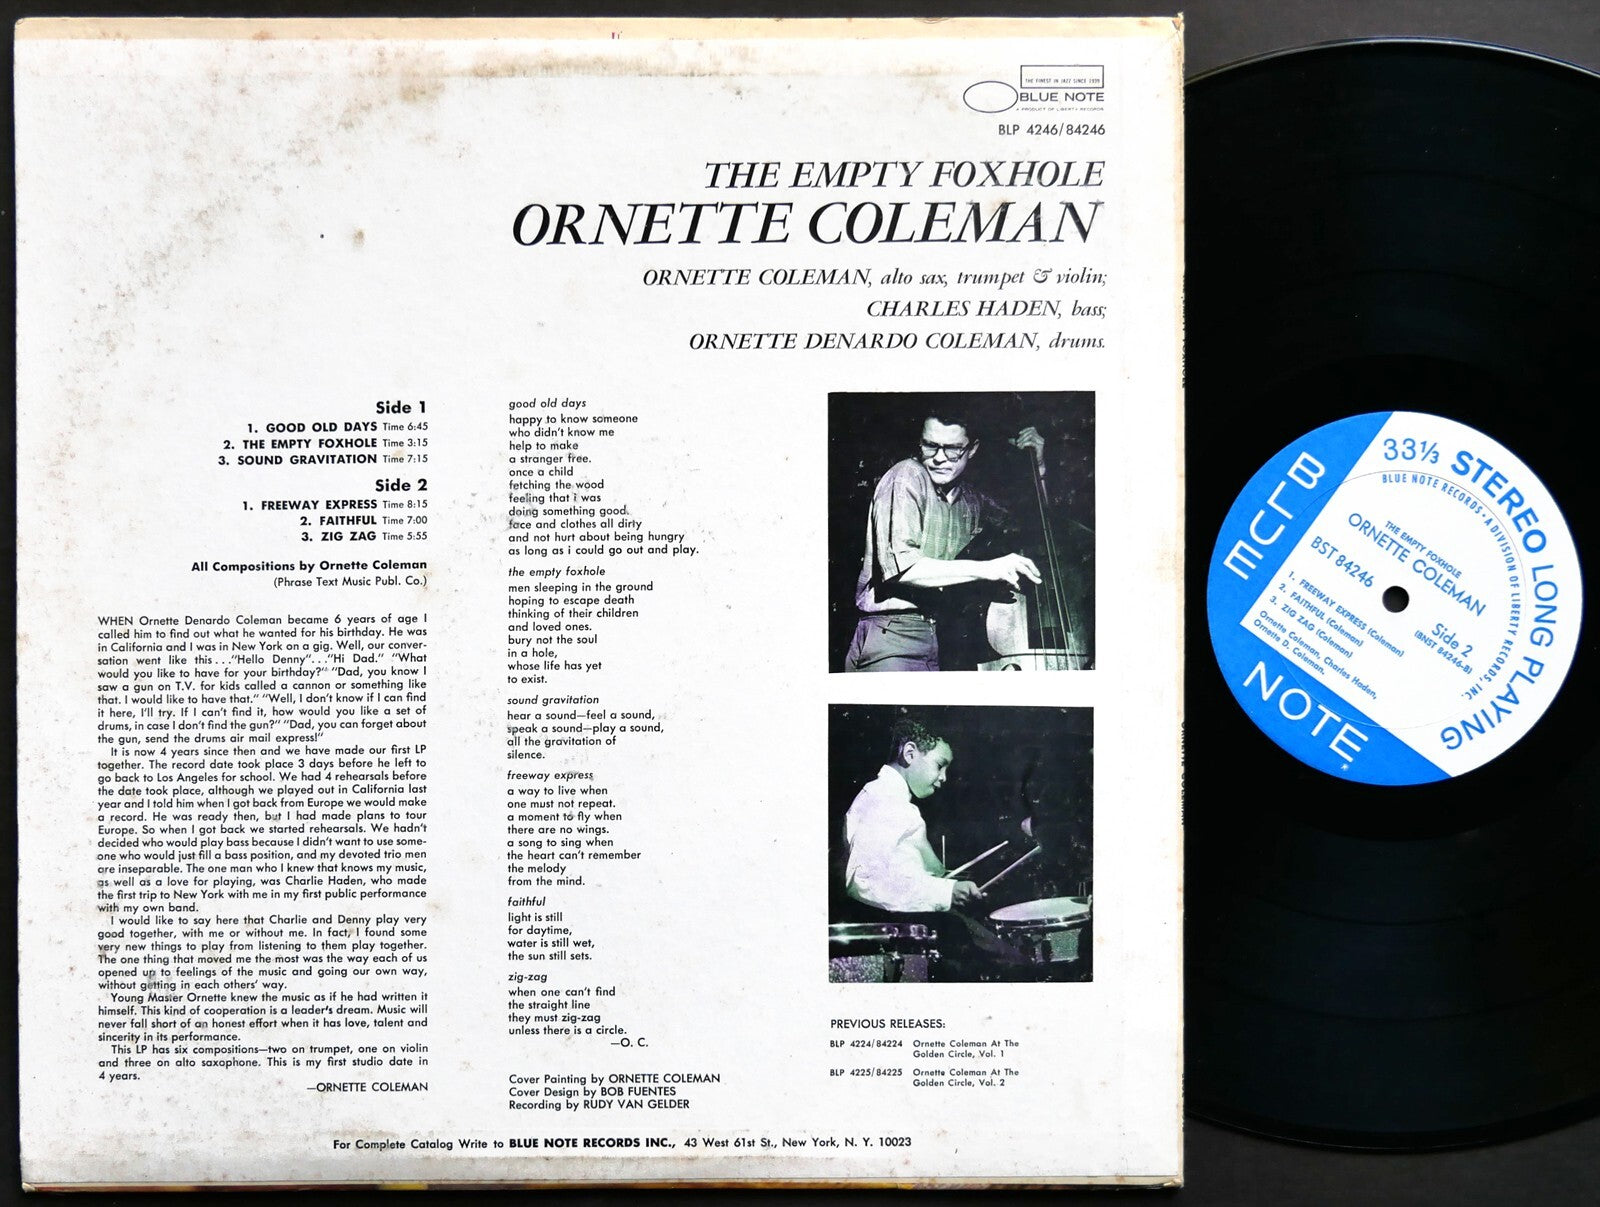 THE FINEST IN JAZZ SINCE 1939
BLUE NOTE
A PRODUCT OF LIBERTY RECORDS
BLP 4246/84246
THE EMPTY FOXHOLE
ORNETTE COLEMAN
ORNETTE COLEMAN, alto sax, trumpet & violin;
CHARLES HADEN, bass;
ORNETTE DENARDO COLEMAN, drums.
Side 1
1. GOOD OLD DAYS Time 6:45
2. THE EMPTY FOXHOLE Time 3:15
3. SOUND GRAVITATION Time 7:15
Side 2
1. FREEWAY EXPRESS Time 8:15
2. FAITHFUL Time 7:00
3. ZIG ZAG Time 5:55
All Compositions by Ornette Coleman
(Phrase Text Music Publ. Co.)
WHEN Ornette Denardo Coleman became 6 years of age I
called him to find out what he wanted for his birthday. He was
in California and I was in New York on a gig. Well, our conver-
sation went like this . . ."Hello Denny". . ."Hi Dad." "What
would you like to have for your birthday?" "Dad, you know I
saw a gun on T.V. for kids called a cannon or something like
that. I would like to have that." "Well, I don't know if I can find
it here, I'll try. If I can't find it, how would you like a set of
drums, in case I don't find the gun?" "Dad, you can forget about
the gun, send the drums air mail express!"
It is now 4 years since then and we have made our first LP
together. The record date took place 3 days before he left to
go back to Los Angeles for school. We had 4 rehearsals before
the date took place, although we played out in California last
year and I told him when I got back from Europe we would make
a record. He was ready then, but I had made plans to tour
Europe. So when I got back we started rehearsals. We hadn't
decided who would play bass because I didn't want to use some-
one who would just fill a bass position, and my devoted trio men
are inseparable. The one man who I knew that knows my music,
as well as a love for playing, was Charlie Haden, who made
the first trip to New York with me in my first public performance
with my own band.
I would like to say here that Charlie and Denny play very
good together, with me or without me. In fact, I found some
very new things to play from listening to them play together.
The one thing that moved me the most was the way each of us
opened up to feelings of the music and going our own way,
without getting in each others' way.
Young Master Ornette knew the music as if he had written it
himself. This kind of cooperation is a leader's dream. Music will
never fall short of an honest effort when it has love, talent and
sincerity in its performance.
This LP has six compositions—two on trumpet, one on violin
and three on alto saxophone. This is my first studio date in
4 years.
—ORNETTE COLEMAN
good old days
happy to know someone
who didn't know me
help to make
a stranger free.
once a child
fetching the wood
feeling that i was
doing something good.
face and clothes all dirty
and not hurt about being hungry
as long as i could go out and play.
the empty foxhole
men sleeping in the ground
hoping to escape death
thinking of their children
and loved ones.
bury not the soul
in a hole,
whose life has yet
to exist.
sound gravitation
hear a sound—feel a sound,
speak a sound—play a sound,
all the gravitation of
silence.
freeway express
a way to live when
one must not repeat.
a moment to fly when
there are no wings.
a song to sing when
the heart can't remember
the melody
from the mind.
faithful
light is still
for daytime,
water is still wet,
the sun still sets.
zig-zag
when one can't find
the straight line
they must zig-zag
unless there is a circle.
—O. C.
Cover Painting by ORNETTE COLEMAN
Cover Design by BOB FUENTES
Recording by RUDY VAN GELDER
PREVIOUS RELEASES:
BLP 4224/84224 Ornette Coleman At The
Golden Circle, Vol. 1
BLP 4225/84225 Ornette Coleman At The
Golden Circle, Vol. 2
For Complete Catalog Write to BLUE NOTE RECORDS INC., 43 West 61st St., New York, N. Y. 10023
33 1/3 STEREO LONG PLAYING
BLUE NOTE RECORDS • A DIVISION OF LIBERTY RECORDS, INC.
BLUE NOTE
THE EMPTY FOXHOLE
ORNETTE COLEMAN
BST 84246
Side 2
(BNST 84246-B)
1. FREEWAY EXPRESS (Coleman)
2. FAITHFUL (Coleman)
3. ZIG ZAG (Coleman)
Ornette Coleman, Charles Haden,
Ornette D. Coleman.